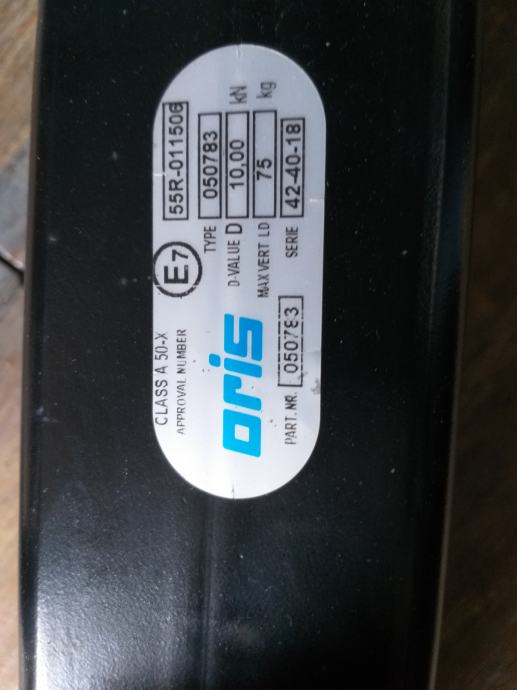 CLASS A 50-X
APPROVAL NUMBER
E7
55R-011506
TYPE 050783
D-VALUE D 10,00 kN
MAX VERT LD 75 kg
SERIE 42-40-18
oris
PART.NR. 050783